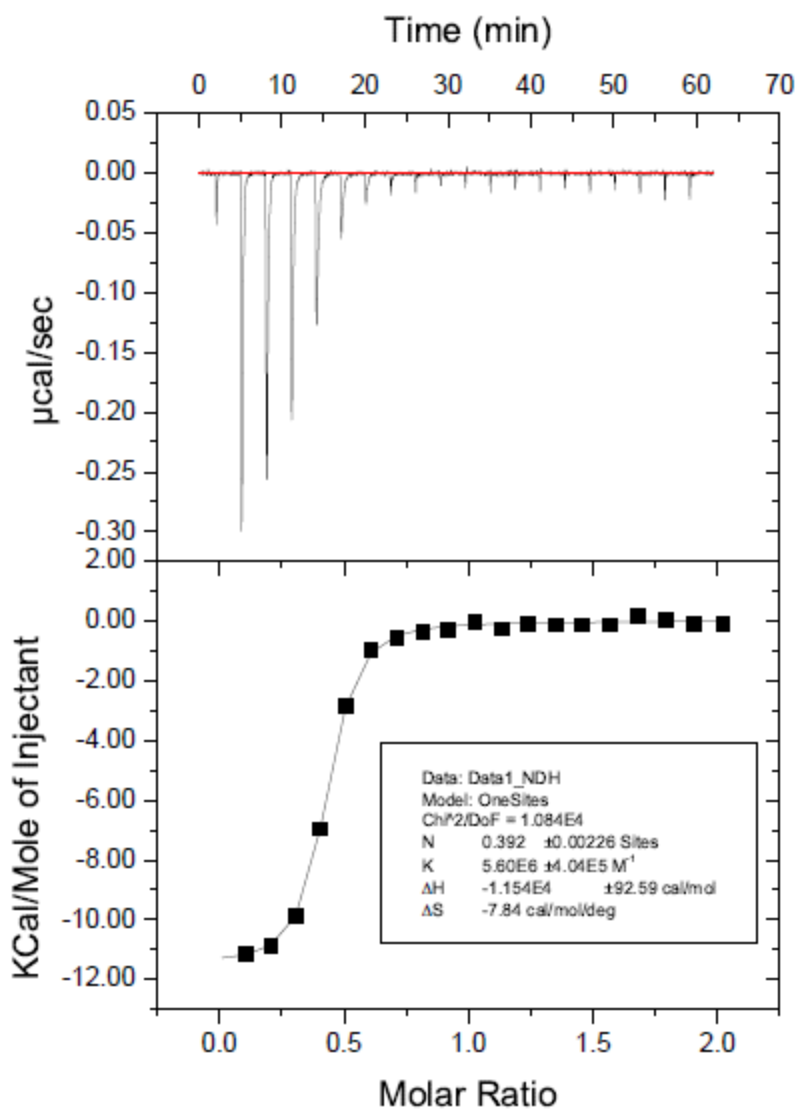 Time (min)
0 10 20 30 40 50 60 70
0.05
0.00
-0.05
-0.10
-0.15
-0.20
-0.25
-0.30
µcal/sec
2.00
0.00
-2.00
-4.00
-6.00
-8.00
-10.00
-12.00
KCal/Mole of Injectant
Data: Data1_NDH
Model: OneSites
Chi^2/DoF = 1.084E4
N 0.392 ±0.00226 Sites
K 5.60E6 ±4.04E5 M⁻¹
ΔH -1.154E4 ±92.59 cal/mol
ΔS -7.84 cal/mol/deg
0.0 0.5 1.0 1.5 2.0
Molar Ratio